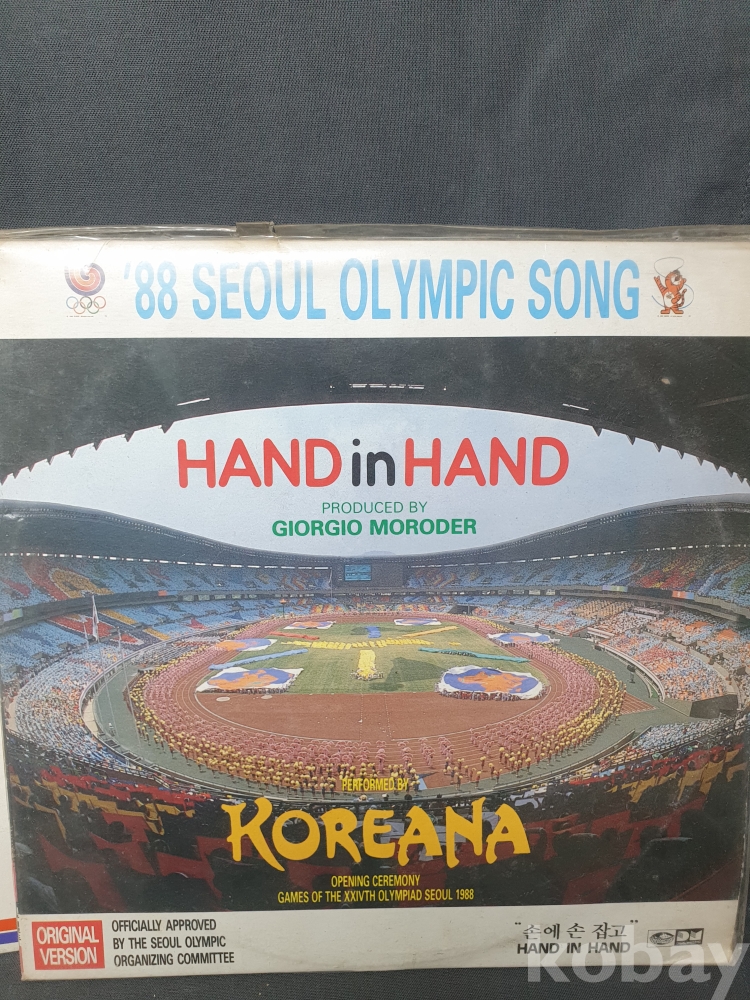 '88 SEOUL OLYMPIC SONG
HAND in HAND
PRODUCED BY
GIORGIO MORODER
PERFORMED BY
KOREANA
OPENING CEREMONY
GAMES OF THE XXIVTH OLYMPIAD SEOUL 1988
ORIGINAL
VERSION
OFFICIALLY APPROVED
BY THE SEOUL OLYMPIC
ORGANIZING COMMITTEE
"손에 손 잡고"
HAND IN HAND
kobay